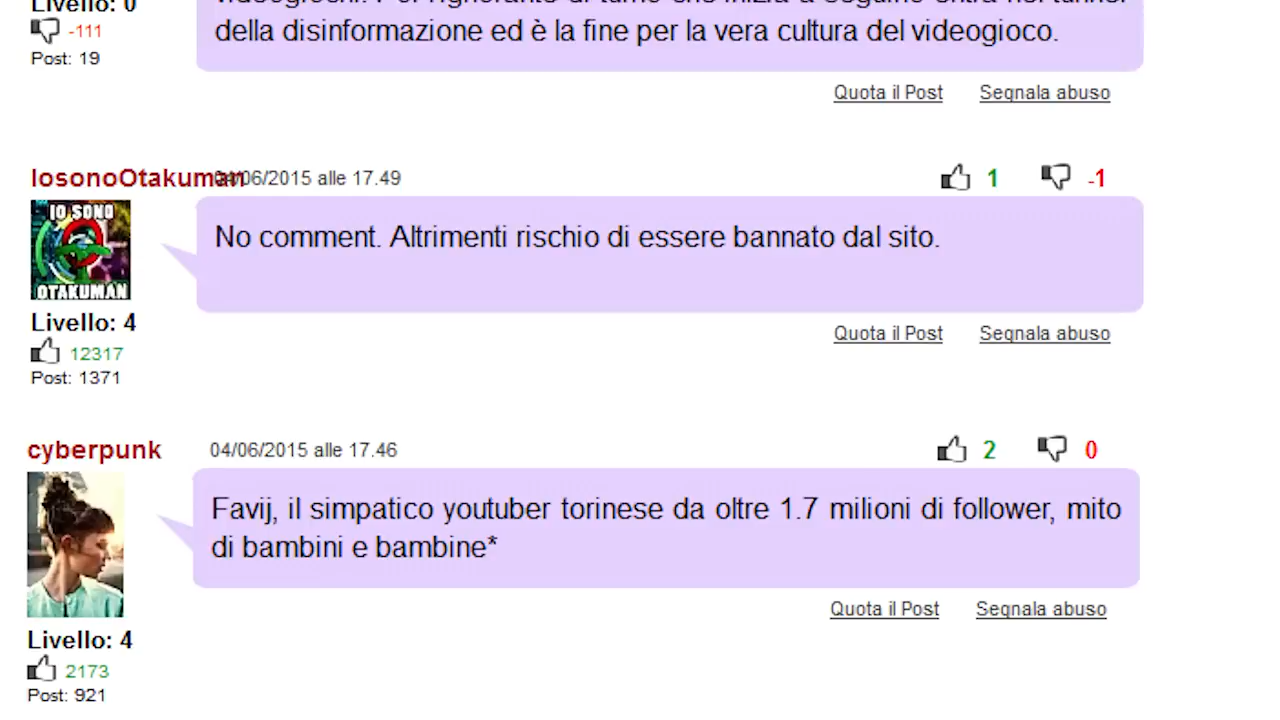 Livello: 0
-111
della disinformazione ed è la fine per la vera cultura del videogioco.
Post: 19
Quota il Post Segnala abuso
IosonoOtakuman 04/06/2015 alle 17.49 1 -1
IO SONO
OTAKUMAN
No comment. Altrimenti rischio di essere bannato dal sito.
Livello: 4
12317
Post: 1371
Quota il Post Segnala abuso
cyberpunk 04/06/2015 alle 17.46 2 0
Favij, il simpatico youtuber torinese da oltre 1.7 milioni di follower, mito
di bambini e bambine*
Quota il Post Segnala abuso
Livello: 4
2173
Post: 921